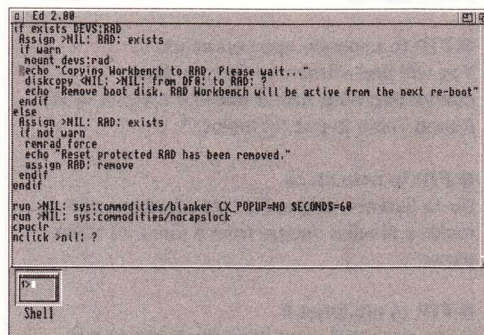 Ed 2.00
if exists DEVS:RAD
Assign >NIL: RAD: exists
if warn
mount devs:rad
echo "Copying Workbench to RAD. Please wait..."
diskcopy <NIL: >NIL: from DF0: to RAD: ?
echo "Remove boot disk. RAD Workbench will be active from the next re-boot"
endif
else
Assign >NIL: RAD: exists
if not warn
remrad force
echo "Reset protected RAD has been removed."
assign RAD: remove
endif
endif
run >NIL: sys:commodities/blanker CX_POPUP=NO SECONDS=60
run >NIL: sys:commodities/nocapslock
cpuclr
nclick >nil: ?
1>
Shell